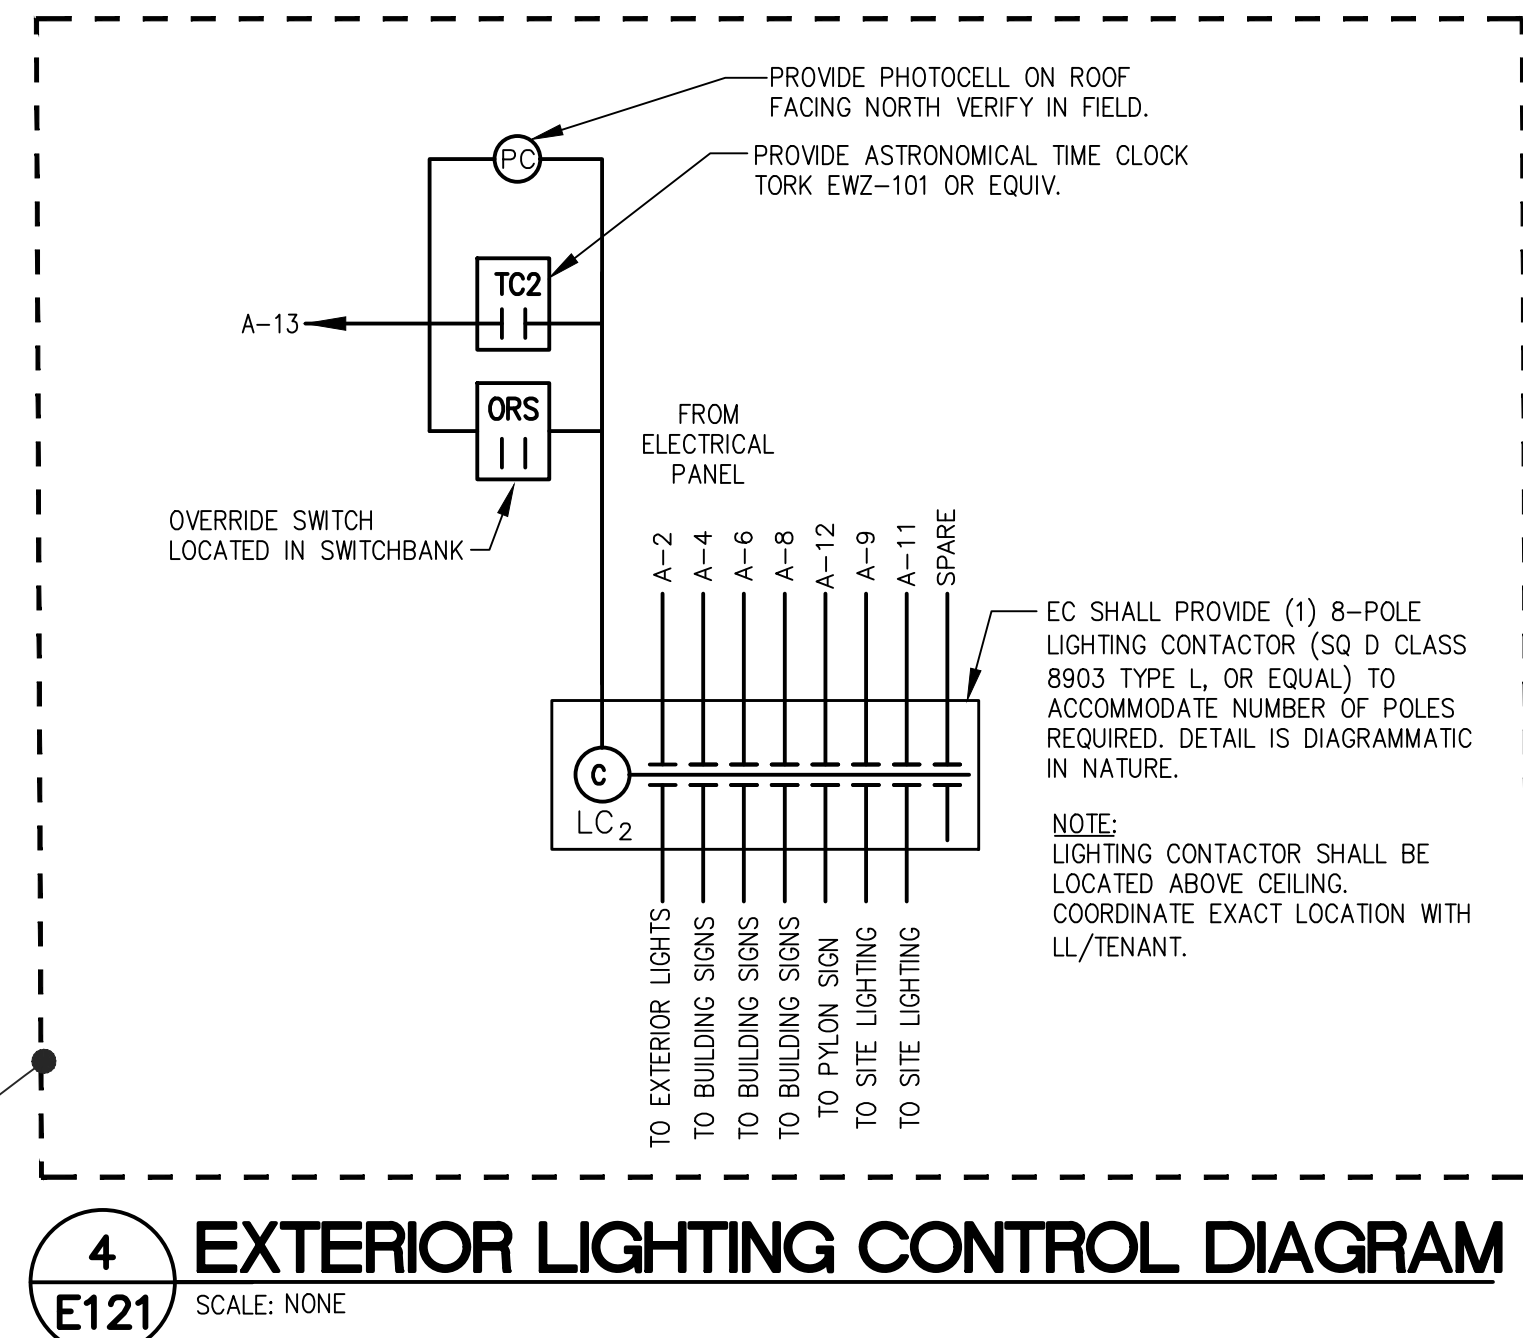 PROVIDE PHOTOCELL ON ROOF
FACING NORTH VERIFY IN FIELD.
PC
PROVIDE ASTRONOMICAL TIME CLOCK
TORK EWZ-101 OR EQUIV.
TC2
A-13
ORS
FROM
ELECTRICAL
PANEL
OVERRIDE SWITCH
LOCATED IN SWITCHBANK
A-2
A-4
A-6
A-8
A-12
A-9
A-11
SPARE
EC SHALL PROVIDE (1) 8-POLE
LIGHTING CONTACTOR (SQ D CLASS
8903 TYPE L, OR EQUAL) TO
ACCOMMODATE NUMBER OF POLES
REQUIRED. DETAIL IS DIAGRAMMATIC
IN NATURE.
C
LC2
NOTE:
LIGHTING CONTACTOR SHALL BE
LOCATED ABOVE CEILING.
COORDINATE EXACT LOCATION WITH
LL/TENANT.
TO EXTERIOR LIGHTS
TO BUILDING SIGNS
TO BUILDING SIGNS
TO BUILDING SIGNS
TO PYLON SIGN
TO SITE LIGHTING
TO SITE LIGHTING
4
E121
EXTERIOR LIGHTING CONTROL DIAGRAM
SCALE: NONE